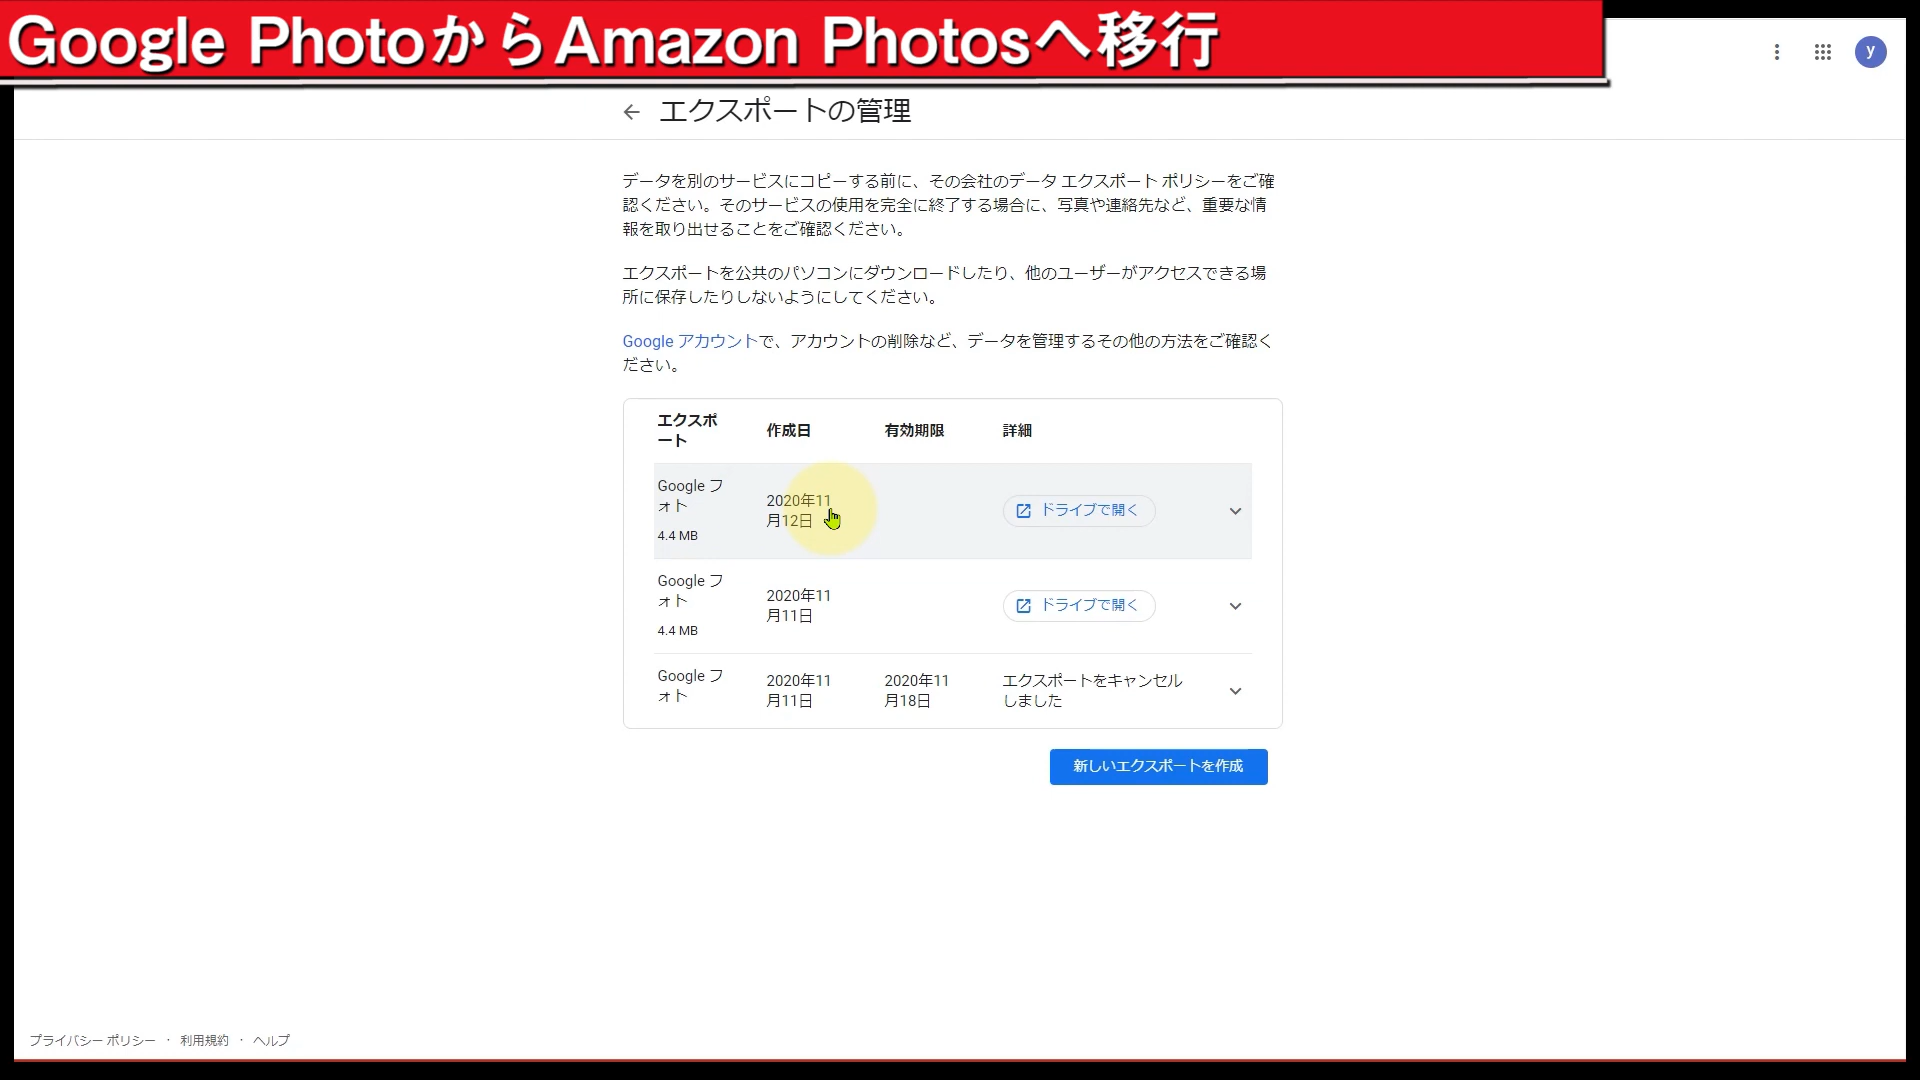 Google PhotoからAmazon Photosへ移行
y
エクスポートの管理
データを別のサービスにコピーする前に、その会社のデータ エクスポート ポリシーをご確
認ください。そのサービスの使用を完全に終了する場合に、写真や連絡先など、重要な情
報を取り出せることをご確認ください。
エクスポートを公共のパソコンにダウンロードしたり、他のユーザーがアクセスできる場
所に保存したりしないようにしてください。
Google アカウントで、アカウントの削除など、データを管理するその他の方法をご確認く
ださい。
エクスポ
ート
作成日
有効期限
詳細
Google フ
ォト
4.4 MB
2020年11
月12日
ドライブで開く
Google フ
ォト
4.4 MB
2020年11
月11日
ドライブで開く
Google フ
ォト
2020年11
月11日
2020年11
月18日
エクスポートをキャンセル
しました
新しいエクスポートを作成
プライバシー ポリシー ・ 利用規約 ・ ヘルプ